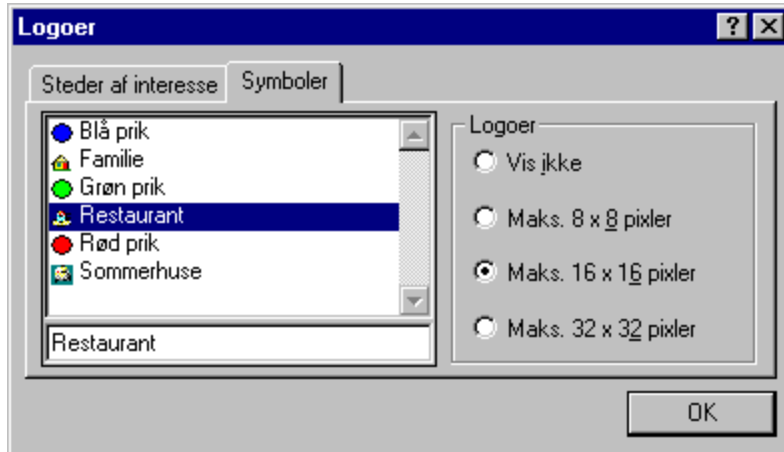 Logoer
Steder af interesse
Symboler
Blå prik
Familie
Grøn prik
Restaurant
Rød prik
Sommerhuse
Restaurant
Logoer
Vis ikke
Maks. 8 x 8 pixler
Maks. 16 x 16 pixler
Maks. 32 x 32 pixler
OK